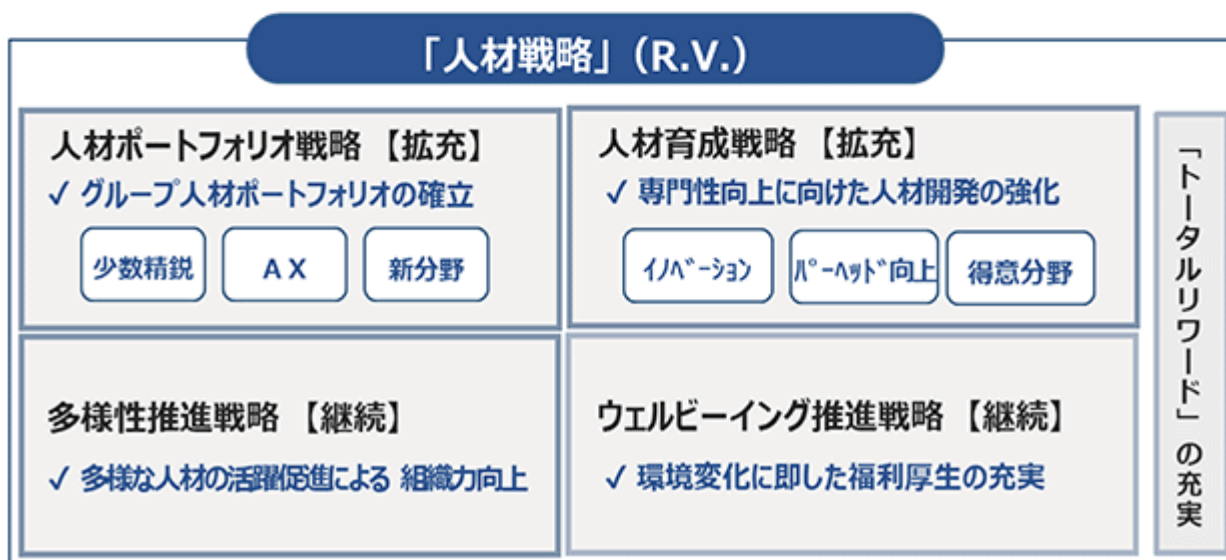 「人材戦略」（R.V.）
人材ポートフォリオ戦略 【拡充】
✓ グループ人材ポートフォリオの確立
少数精鋭
AX
新分野
人材育成戦略 【拡充】
✓ 専門性向上に向けた人材開発の強化
ｲﾉﾍﾞｰｼｮﾝ
ﾊﾟｰﾍｯﾄﾞ向上
得意分野
多様性推進戦略 【継続】
✓ 多様な人材の活躍促進による 組織力向上
ウェルビーイング推進戦略 【継続】
✓ 環境変化に即した福利厚生の充実
「トータルリワード」の充実